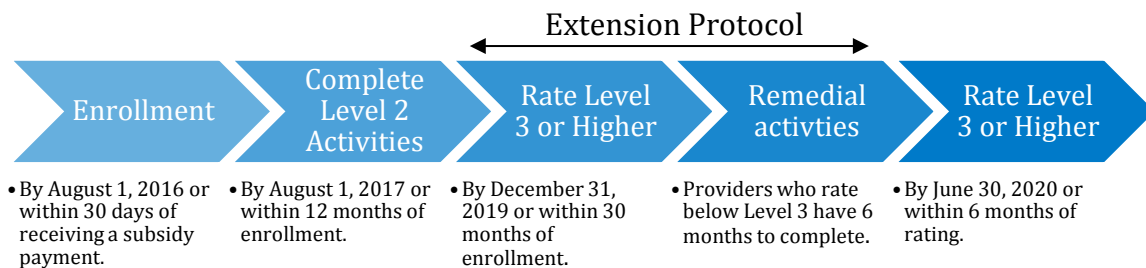 Extension Protocol
Enrollment
Complete
Level 2
Activities
Rate Level
3 or Higher
Remedial
activties
Rate Level
3 or Higher
•By August 1, 2016 or
within 30 days of
receiving a subsidy
payment.
•By August 1, 2017 or
within 12 months of
enrollment.
•By December 31,
2019 or within 30
months of
enrollment.
•Providers who rate
below Level 3 have 6
months to complete.
•By June 30, 2020 or
within 6 months of
rating.